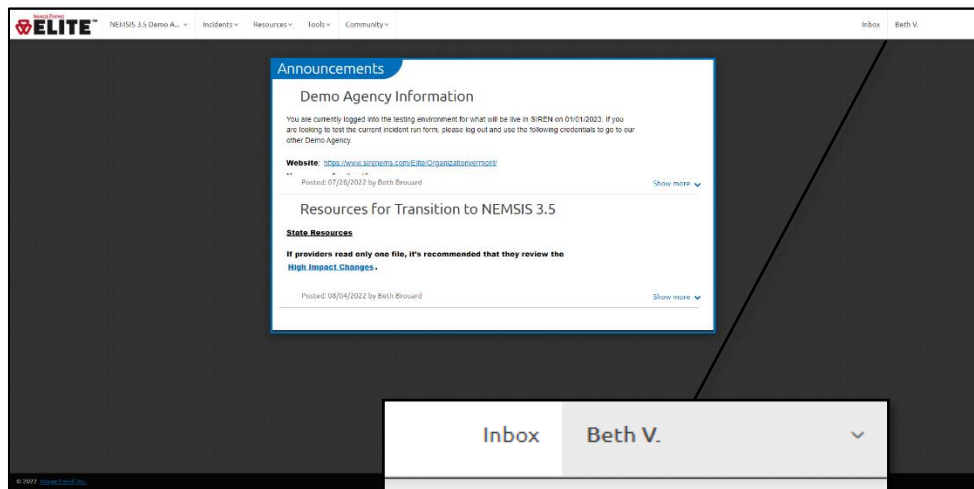 ImageTrend
ELITE™ NEMSIS 3.5 Demo A... Incidents Resources Tools Community Inbox Beth V.
Announcements
Demo Agency Information
You are currently logged into the testing environment for what will be live in SIREN on 01/01/2023. If you
are looking to test the current incident run form, please log out and use the following credentials to go to our
other Demo Agency.
Website: https://www.sirenems.com/Elite/Organizationvermont/
Posted: 07/28/2022 by Beth Brouard Show more
Resources for Transition to NEMSIS 3.5
State Resources
If providers read only one file, it's recommended that they review the
High Impact Changes.
Posted: 08/04/2022 by Beth Brouard Show more
Inbox Beth V.
© 2022 ImageTrend, Inc.